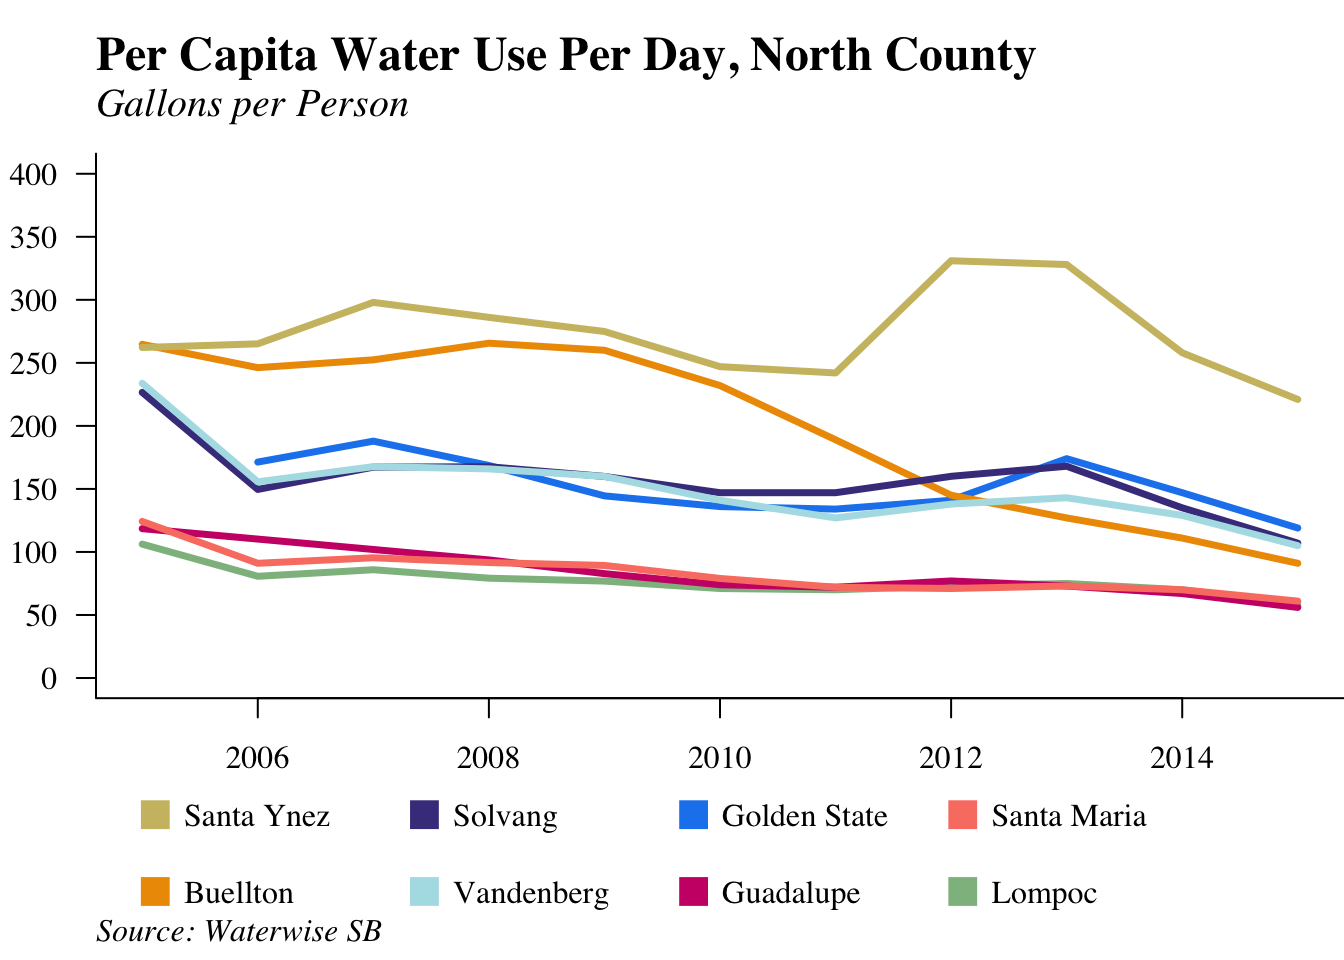 Per Capita Water Use Per Day, North County
Gallons per Person
400
350
300
250
200
150
100
50
0
2006 2008 2010 2012 2014
Santa Ynez Solvang Golden State Santa Maria
Buellton Vandenberg Guadalupe Lompoc
Source: Waterwise SB